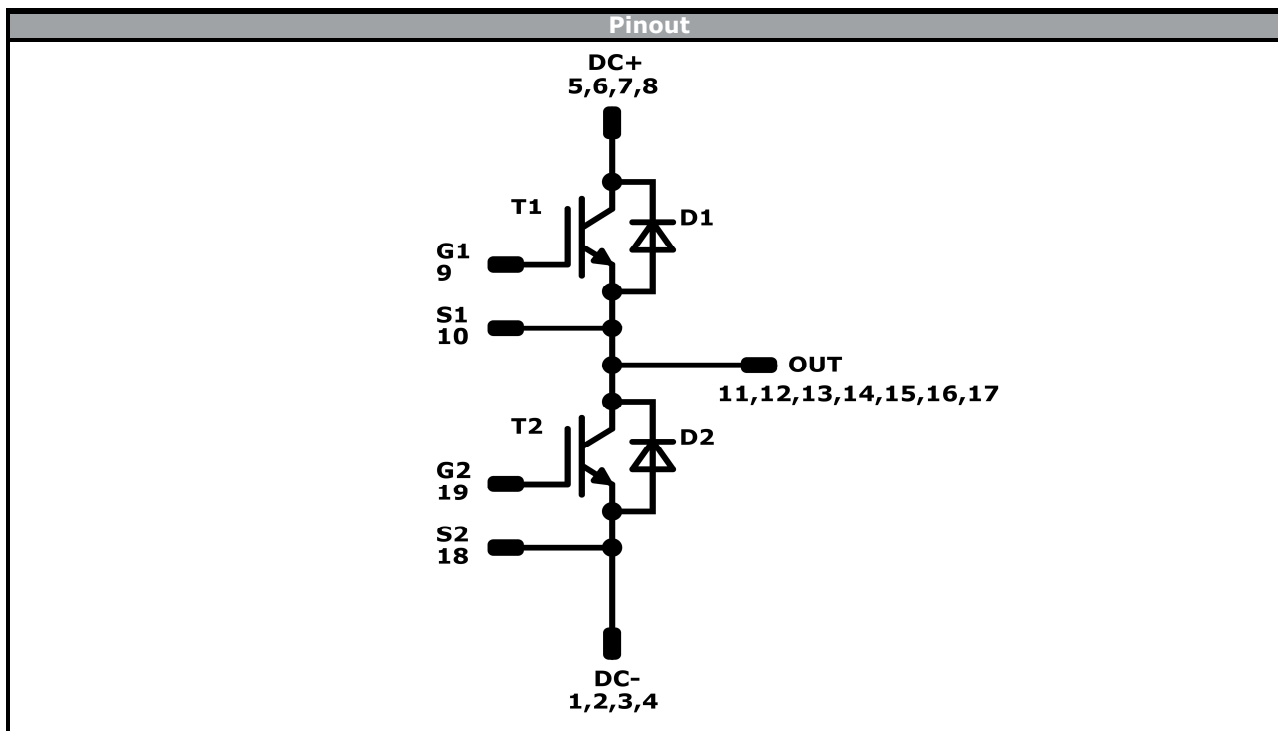 Pinout
DC+
5,6,7,8
T1
D1
G1
9
S1
10
OUT
11,12,13,14,15,16,17
T2
D2
G2
19
S2
18
DC-
1,2,3,4